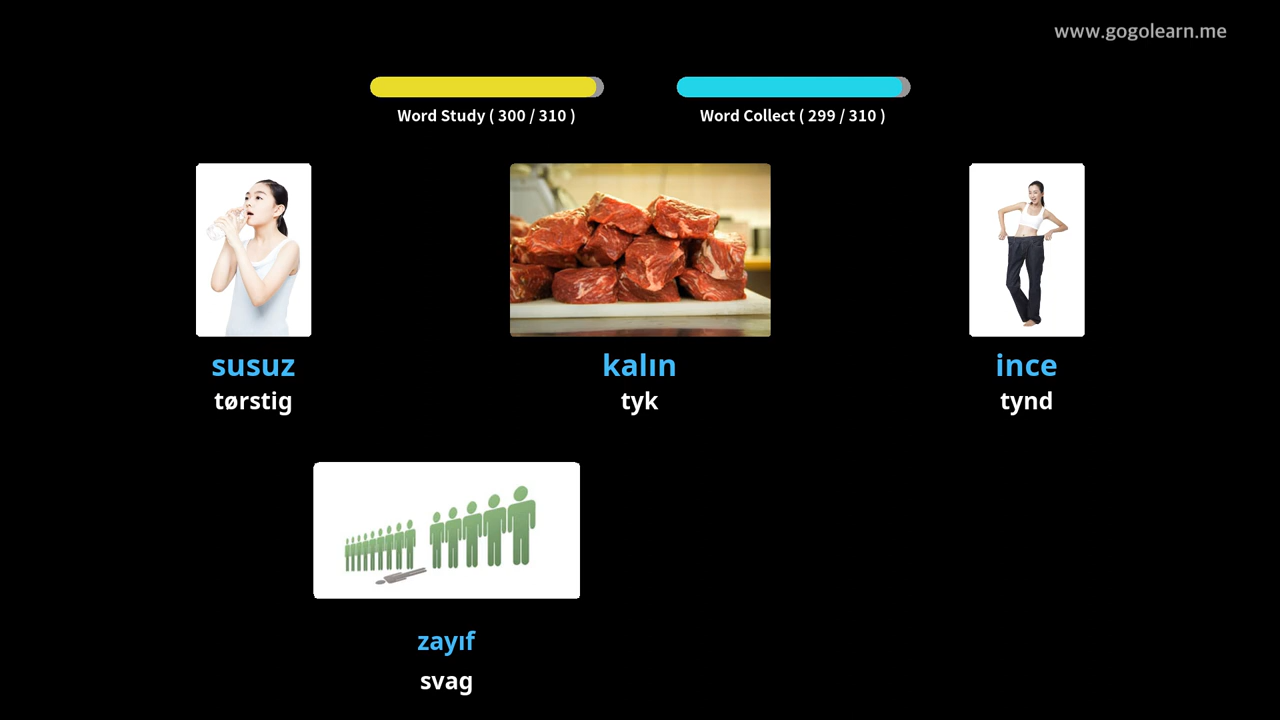 www.gogolearn.me
Word Study ( 300 / 310 )
Word Collect ( 299 / 310 )
susuz
tørstig
kalın
tyk
ince
tynd
zayıf
svag